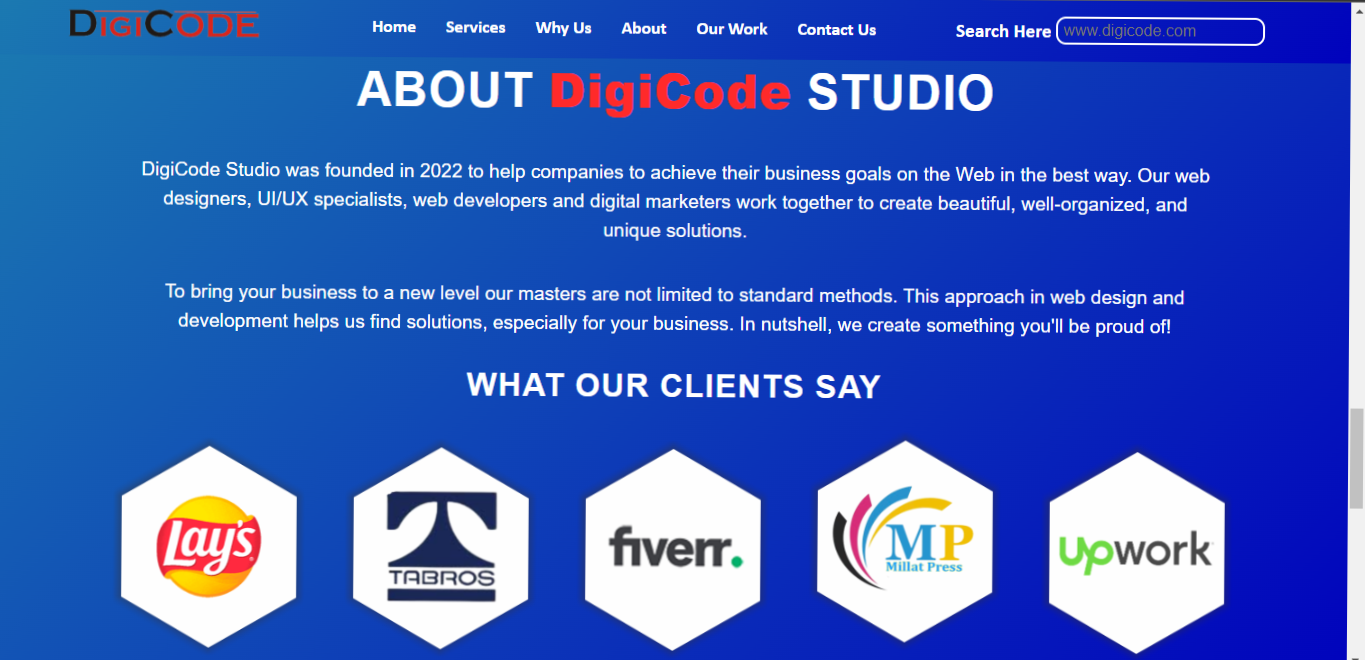 DIGICODE
Home Services Why Us About Our Work Contact Us Search Here www.digicode.com
ABOUT DigiCode STUDIO
DigiCode Studio was founded in 2022 to help companies to achieve their business goals on the Web in the best way. Our web
designers, UI/UX specialists, web developers and digital marketers work together to create beautiful, well-organized, and
unique solutions.
To bring your business to a new level our masters are not limited to standard methods. This approach in web design and
development helps us find solutions, especially for your business. In nutshell, we create something you'll be proud of!
WHAT OUR CLIENTS SAY
Lay's
TABROS
fiverr.
MP
Millat Press
upwork